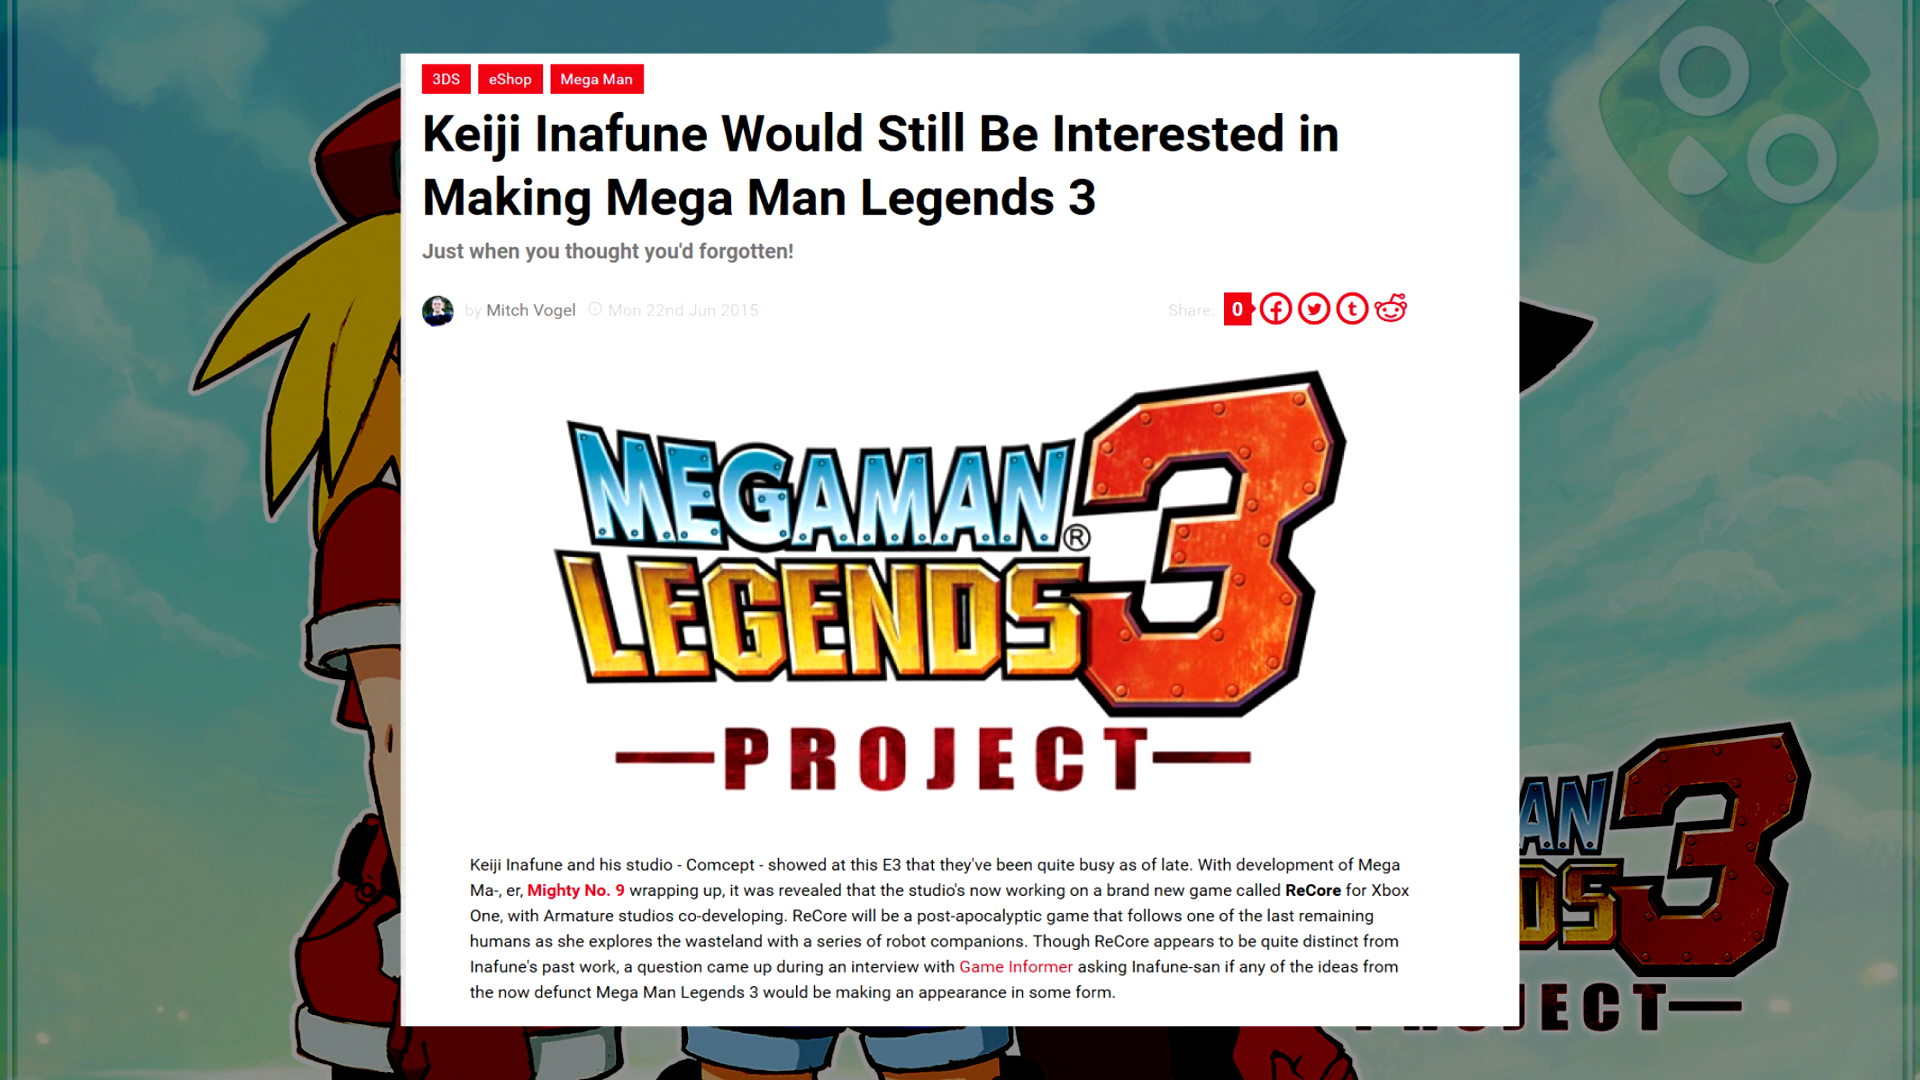 3DS eShop Mega Man
Keiji Inafune Would Still Be Interested in
Making Mega Man Legends 3
Just when you thought you'd forgotten!
by Mitch Vogel Mon 22nd Jun 2015
Share: 0
MEGAMAN®
LEGENDS 3
PROJECT
Keiji Inafune and his studio - Comcept - showed at this E3 that they've been quite busy as of late. With development of Mega
Ma-, er, Mighty No. 9 wrapping up, it was revealed that the studio's now working on a brand new game called ReCore for Xbox
One, with Armature studios co-developing. ReCore will be a post-apocalyptic game that follows one of the last remaining
humans as she explores the wasteland with a series of robot companions. Though ReCore appears to be quite distinct from
Inafune's past work, a question came up during an interview with Game Informer asking Inafune-san if any of the ideas from
the now defunct Mega Man Legends 3 would be making an appearance in some form.
AN
DS 3
JECT